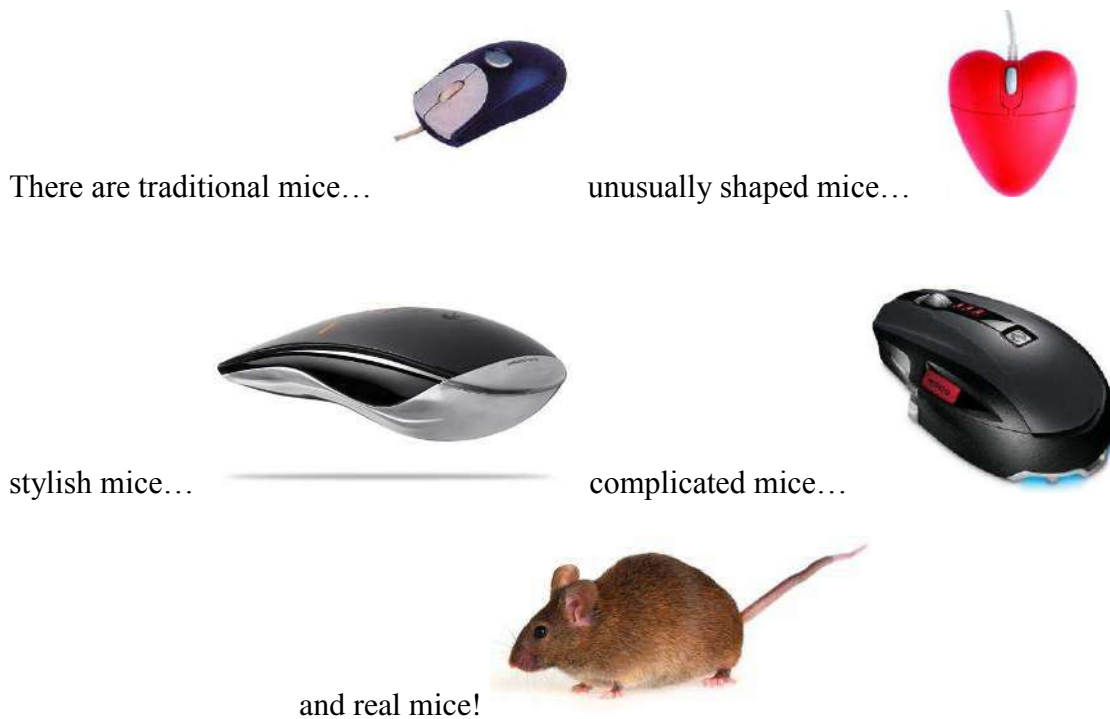 There are traditional mice…
unusually shaped mice…
stylish mice…
complicated mice…
and real mice!